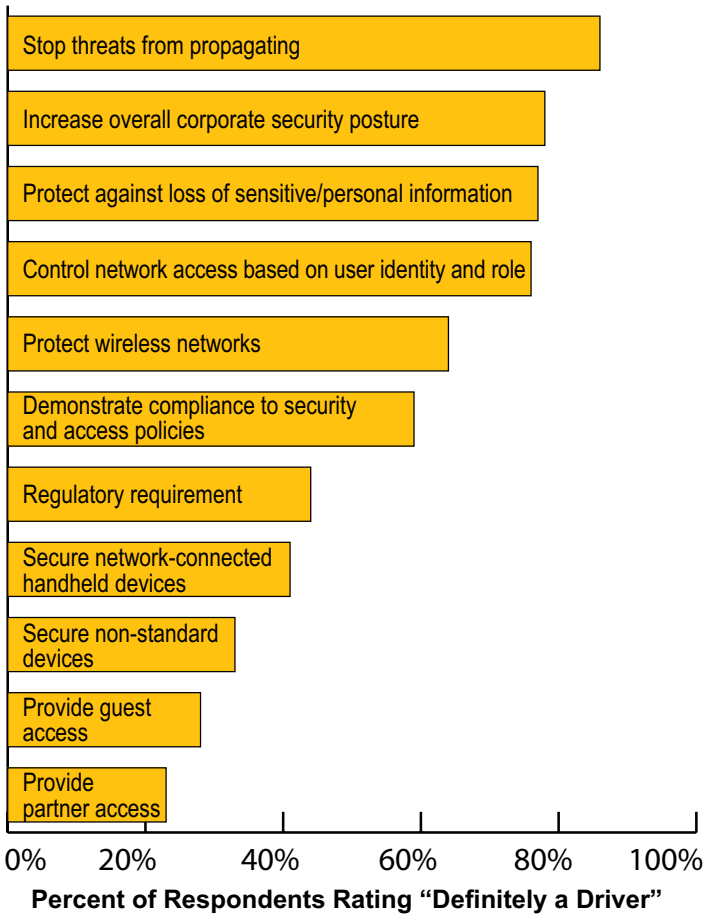 Stop threats from propagating
Increase overall corporate security posture
Protect against loss of sensitive/personal information
Control network access based on user identity and role
Protect wireless networks
Demonstrate compliance to security
and access policies
Regulatory requirement
Secure network-connected
handheld devices
Secure non-standard
devices
Provide guest
access
Provide
partner access
0% 20% 40% 60% 80% 100%
Percent of Respondents Rating “Definitely a Driver”